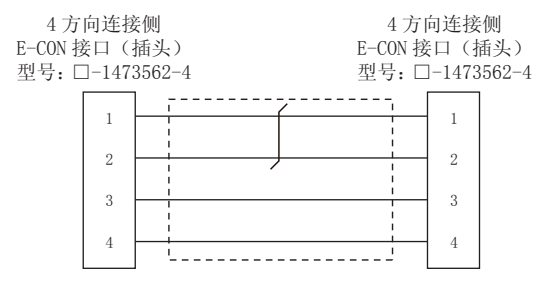 4 方向连接侧
E-CON 接口（插头）
型号：□-1473562-4
4 方向连接侧
E-CON 接口（插头）
型号：□-1473562-4
1 1
2 2
3 3
4 4